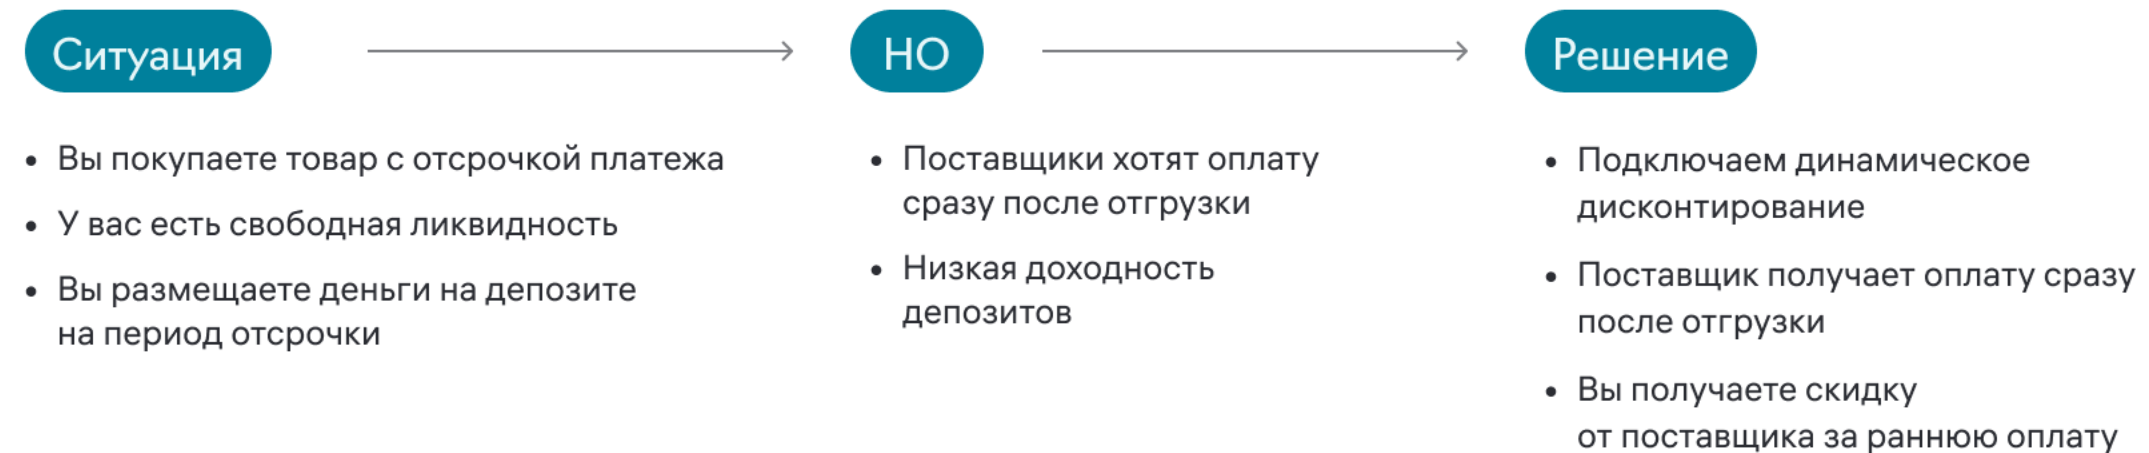 Ситуация
• Вы покупаете товар с отсрочкой платежа
• У вас есть свободная ликвидность
• Вы размещаете деньги на депозите
на период отсрочки
НО
• Поставщики хотят оплату
сразу после отгрузки
• Низкая доходность
депозитов
Решение
• Подключаем динамическое
дисконтирование
• Поставщик получает оплату сразу
после отгрузки
• Вы получаете скидку
от поставщика за раннюю оплату